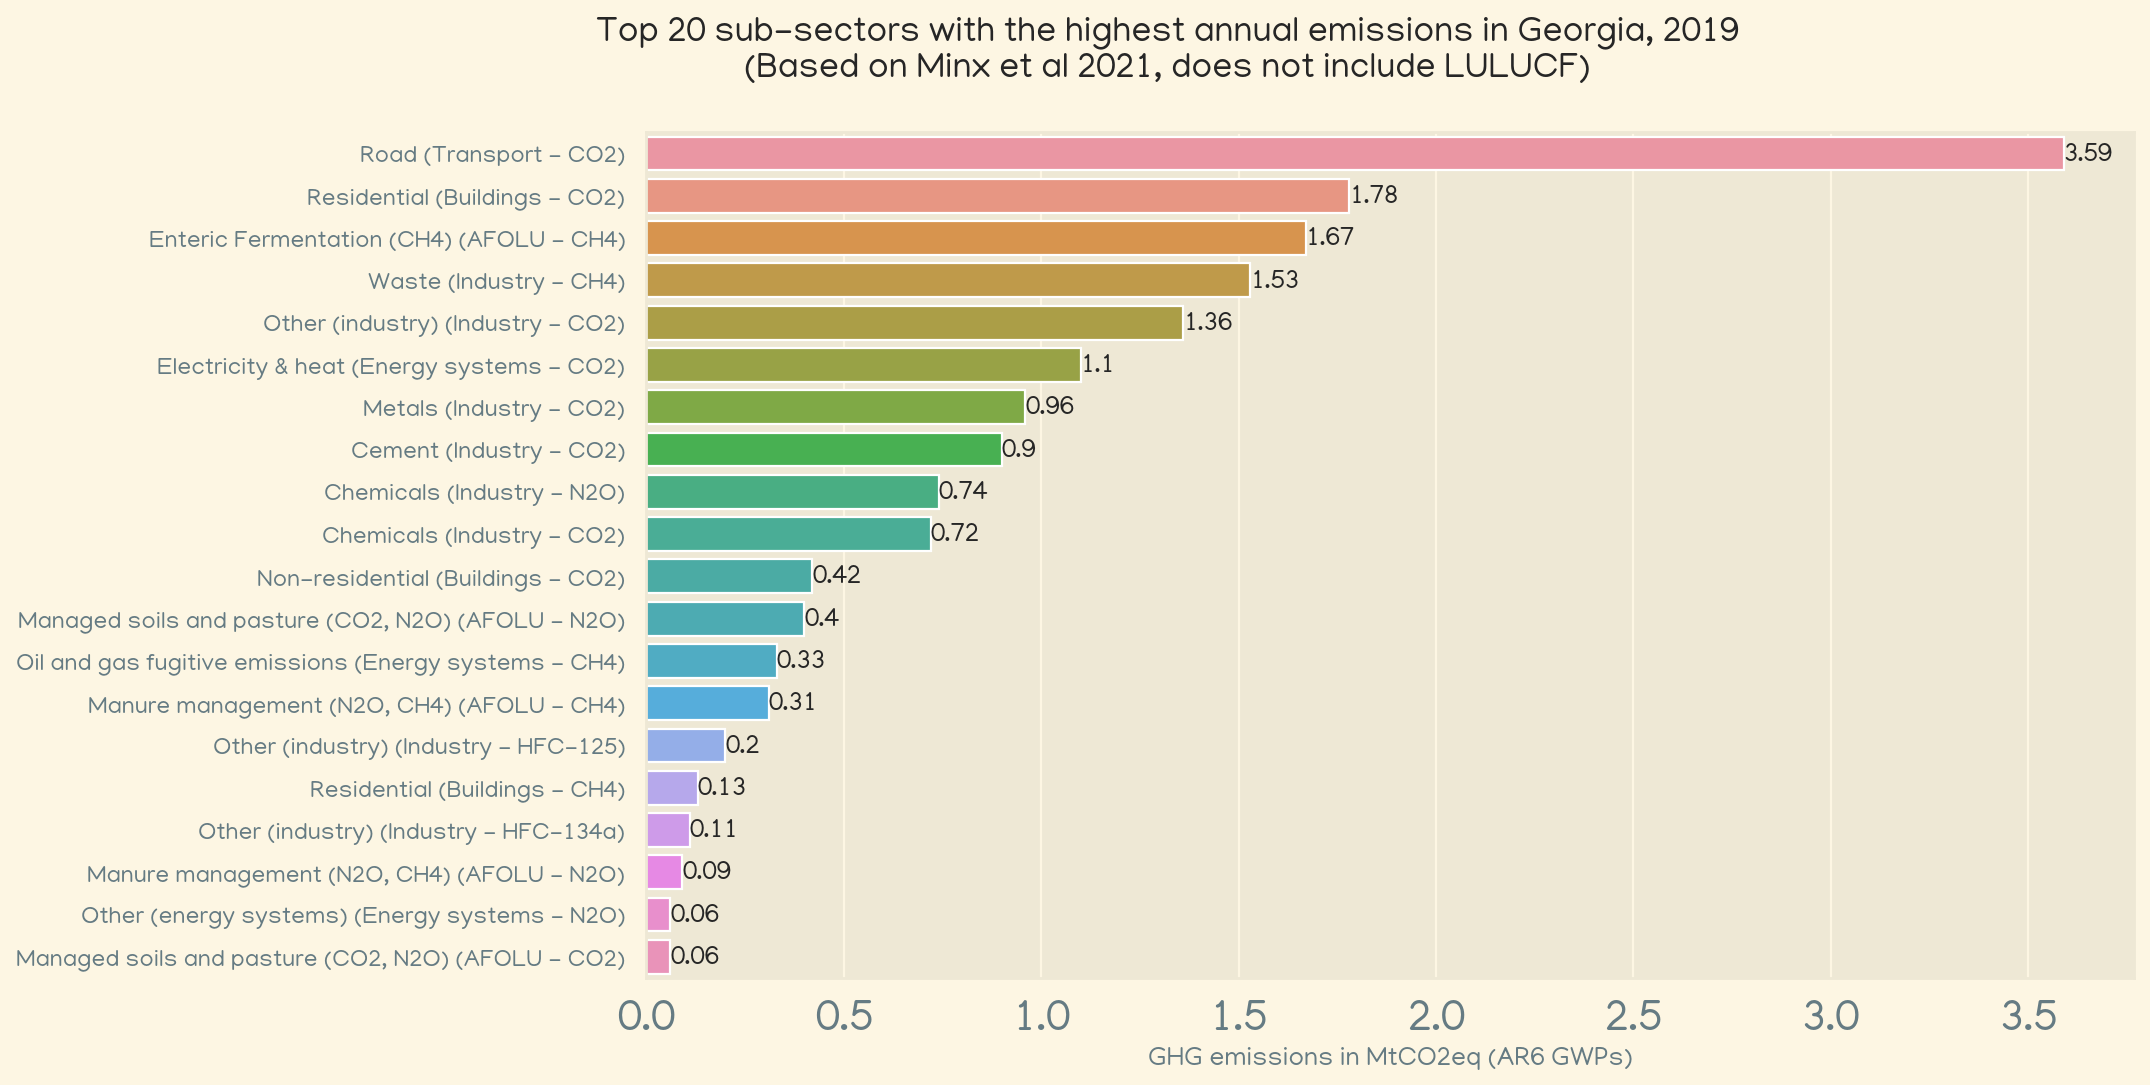 Top 20 sub-sectors with the highest annual emissions in Georgia, 2019
(Based on Minx et al 2021, does not include LULUCF)
Road (Transport - CO2) 3.59
Residential (Buildings - CO2) 1.78
Enteric Fermentation (CH4) (AFOLU - CH4) 1.67
Waste (Industry - CH4) 1.53
Other (industry) (Industry - CO2) 1.36
Electricity & heat (Energy systems - CO2) 1.1
Metals (Industry - CO2) 0.96
Cement (Industry - CO2) 0.9
Chemicals (Industry - N2O) 0.74
Chemicals (Industry - CO2) 0.72
Non-residential (Buildings - CO2) 0.42
Managed soils and pasture (CO2, N2O) (AFOLU - N2O) 0.4
Oil and gas fugitive emissions (Energy systems - CH4) 0.33
Manure management (N2O, CH4) (AFOLU - CH4) 0.31
Other (industry) (Industry - HFC-125) 0.2
Residential (Buildings - CH4) 0.13
Other (industry) (Industry - HFC-134a) 0.11
Manure management (N2O, CH4) (AFOLU - N2O) 0.09
Other (energy systems) (Energy systems - N2O) 0.06
Managed soils and pasture (CO2, N2O) (AFOLU - CO2) 0.06
0.0 0.5 1.0 1.5 2.0 2.5 3.0 3.5
GHG emissions in MtCO2eq (AR6 GWPs)